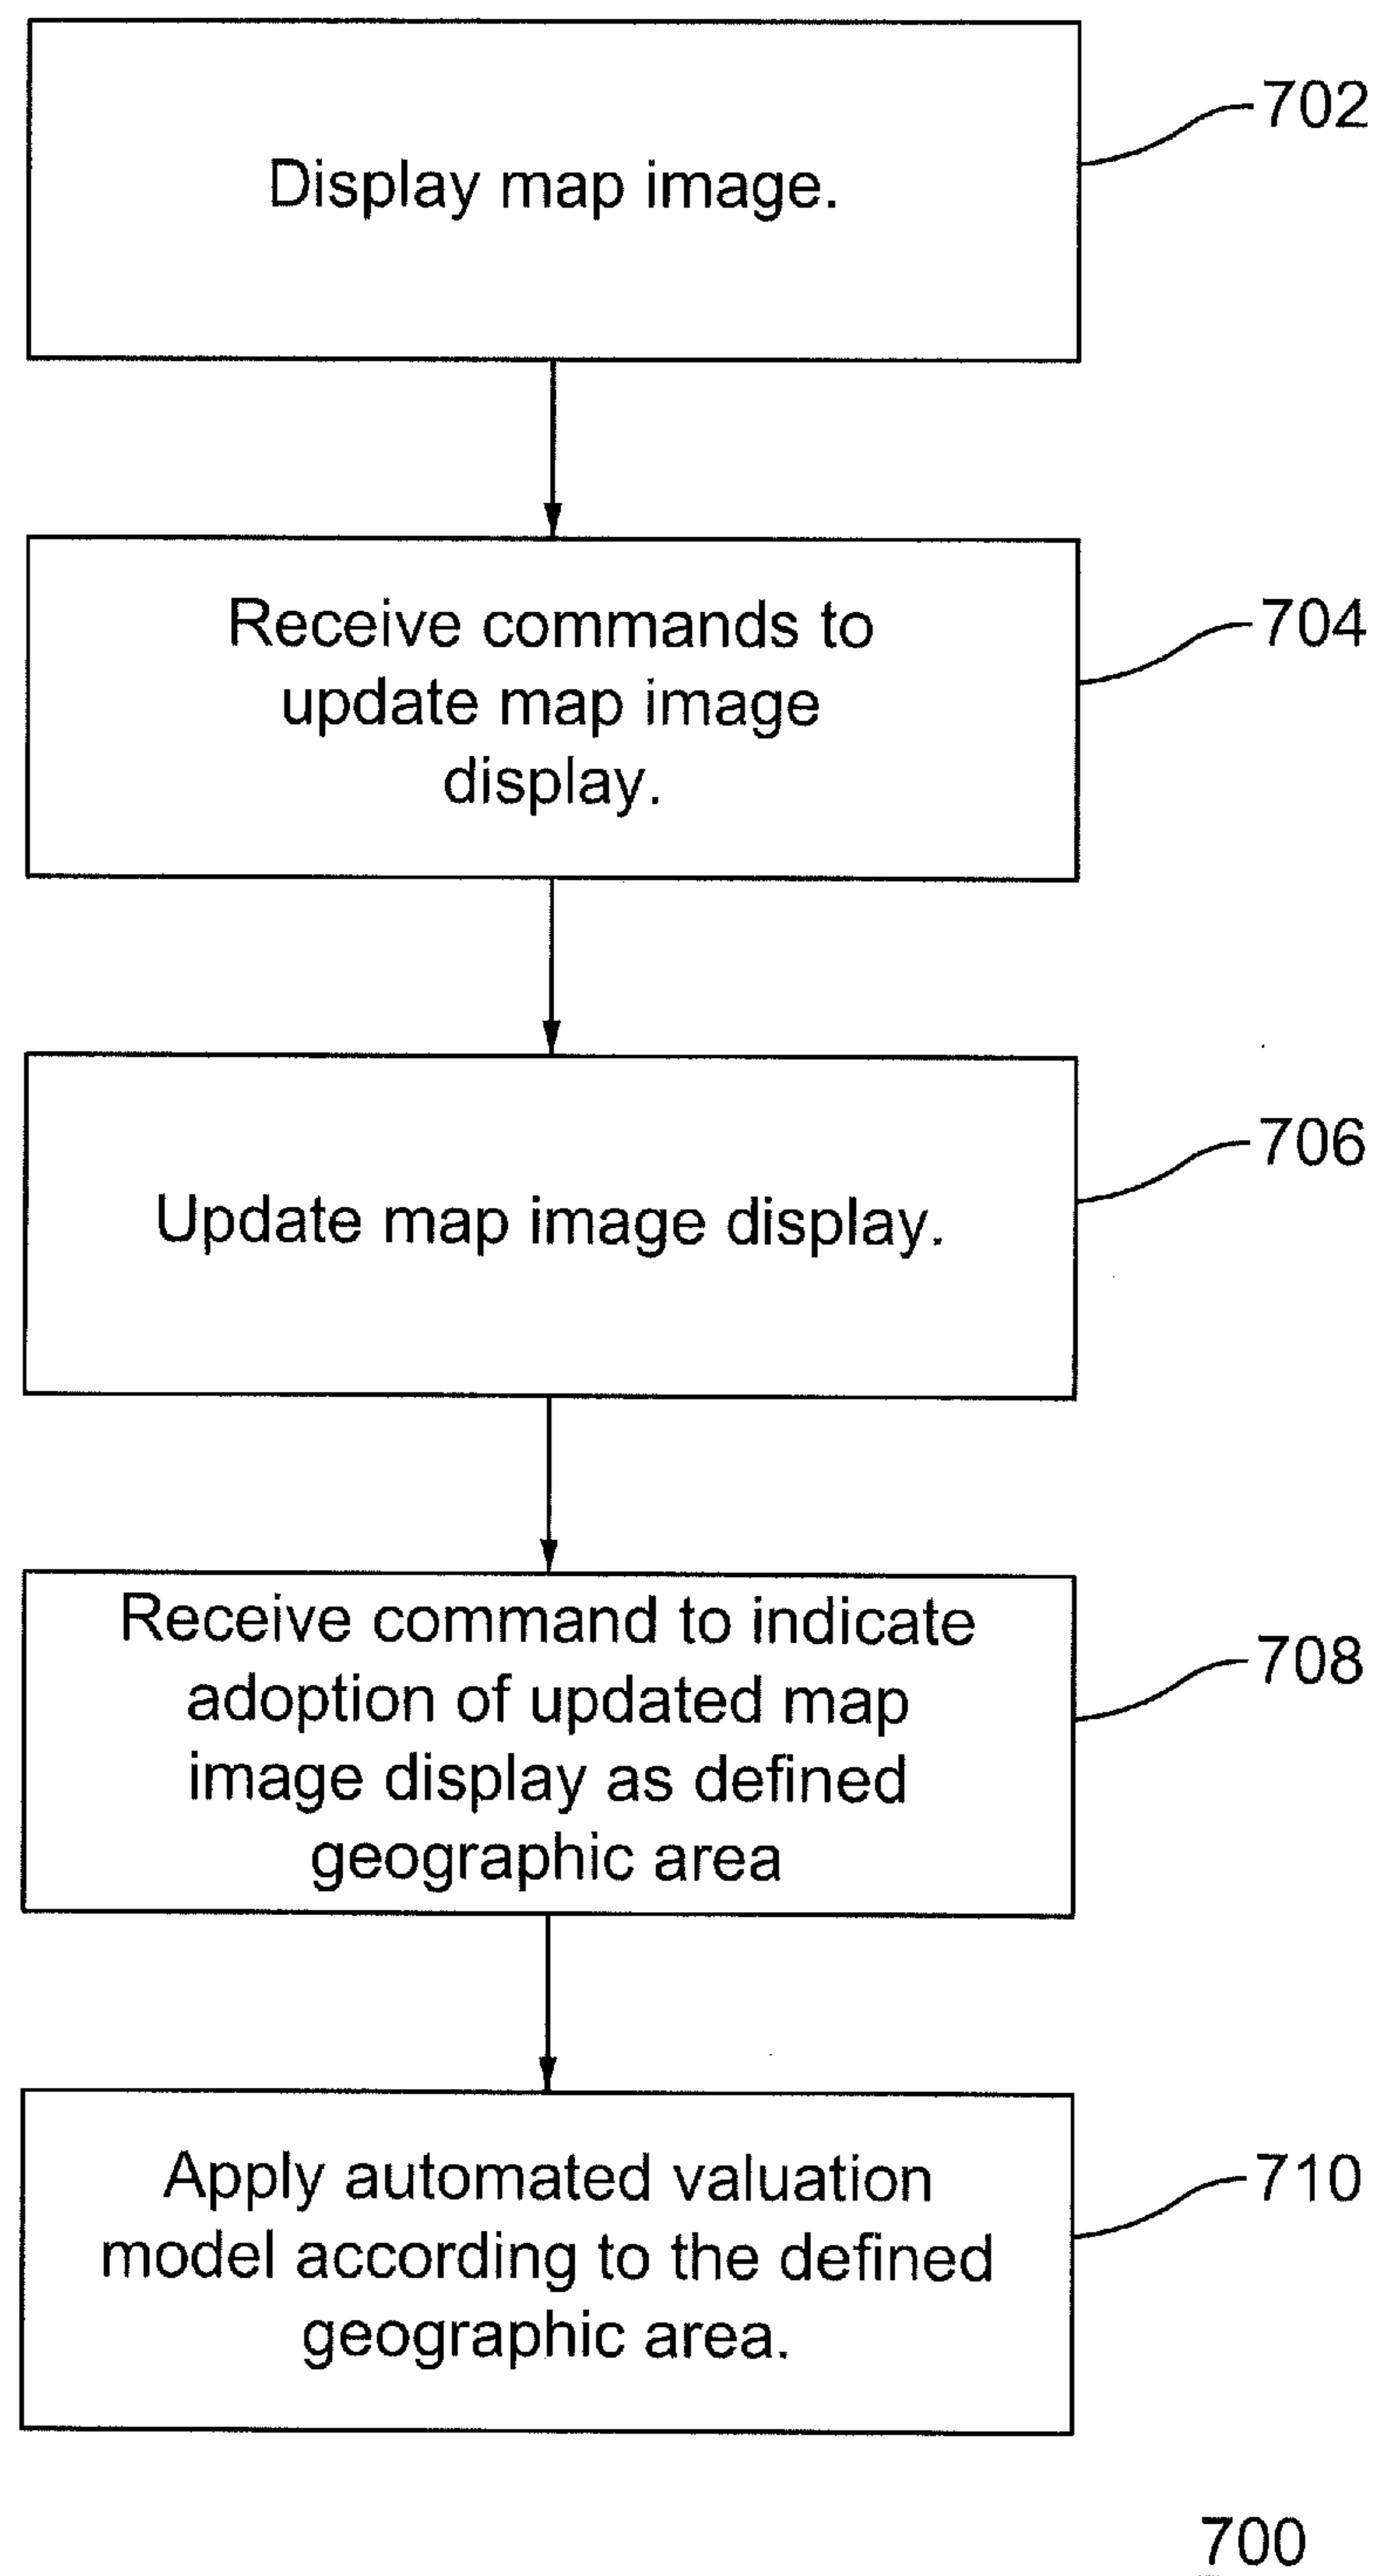 Display map image.
702
Receive commands to
update map image
display.
704
Update map image display.
706
Receive command to indicate
adoption of updated map
image display as defined
geographic area
708
Apply automated valuation
model according to the defined
geographic area.
710
700